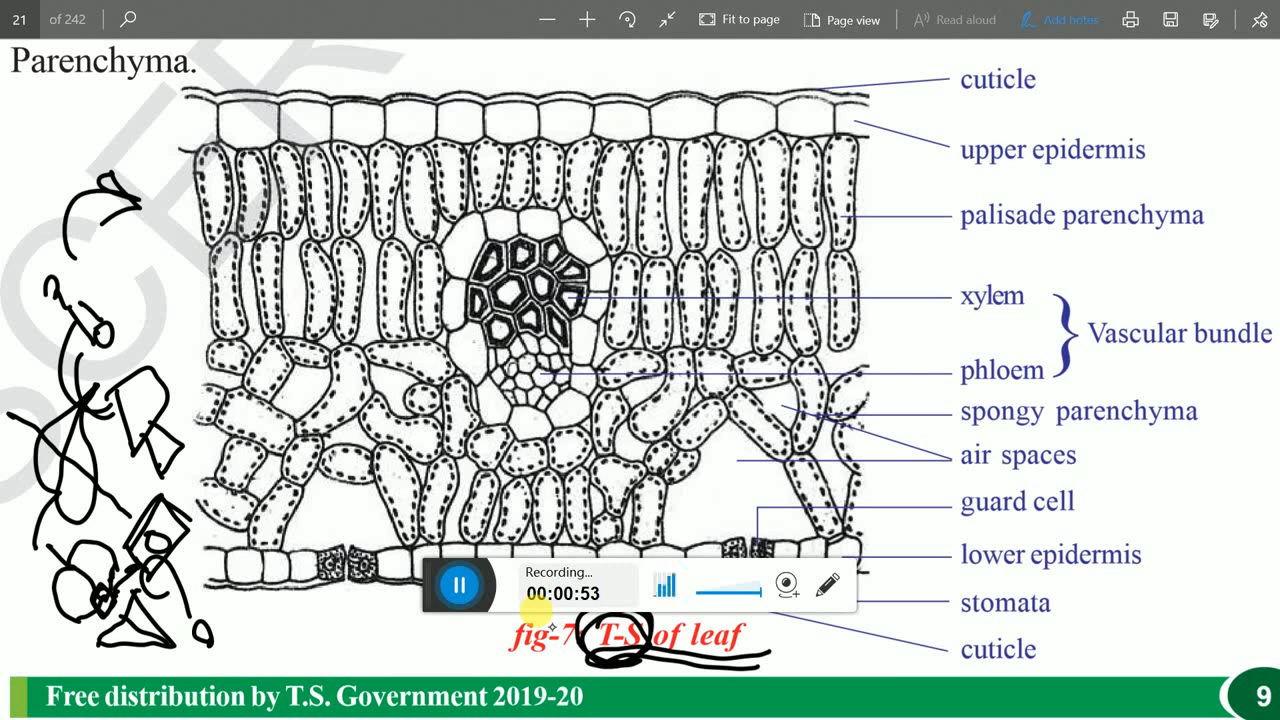 21 of 242 Fit to page Page view Read aloud Add notes
Parenchyma.
cuticle
upper epidermis
palisade parenchyma
xylem
Vascular bundle
phloem
spongy parenchyma
air spaces
guard cell
lower epidermis
Recording...
00:00:53
stomata
fig-7: T-S of leaf
cuticle
Free distribution by T.S. Government 2019-20 9